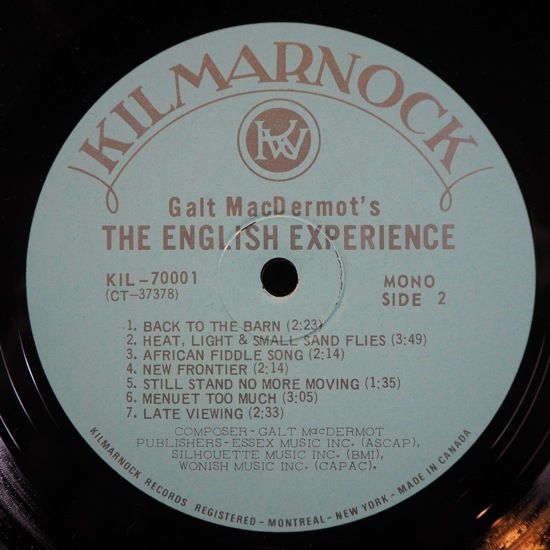 KILMARNOCK
KW
Galt MacDermot's
THE ENGLISH EXPERIENCE
KIL-70001
(CT-37378)
MONO
SIDE 2
1. BACK TO THE BARN (2:23)
2. HEAT, LIGHT & SMALL SAND FLIES (3:49)
3. AFRICAN FIDDLE SONG (2:14)
4. NEW FRONTIER (2:14)
5. STILL STAND NO MORE MOVING (1:35)
6. MENUET TOO MUCH (3:05)
7. LATE VIEWING (2:33)
COMPOSER-GALT MacDERMOT
PUBLISHERS-ESSEX MUSIC INC. (ASCAP),
SILHOUETTE MUSIC INC. (BMI),
WONISH MUSIC INC. (CAPAC).
KILMARNOCK RECORDS REGISTERED-MONTREAL-NEW YORK-MADE IN CANADA